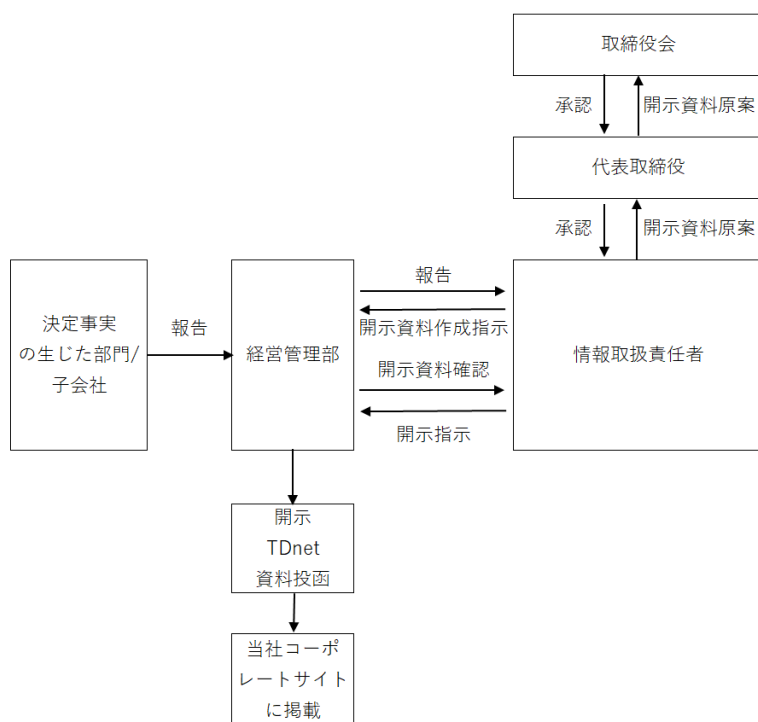 取締役会
承認
開示資料原案
代表取締役
承認
開示資料原案
決定事実
の生じた部門/
子会社
報告
経営管理部
報告
開示資料作成指示
開示資料確認
開示指示
情報取扱責任者
開示
TDnet
資料投函
当社コーポ
レートサイト
に掲載